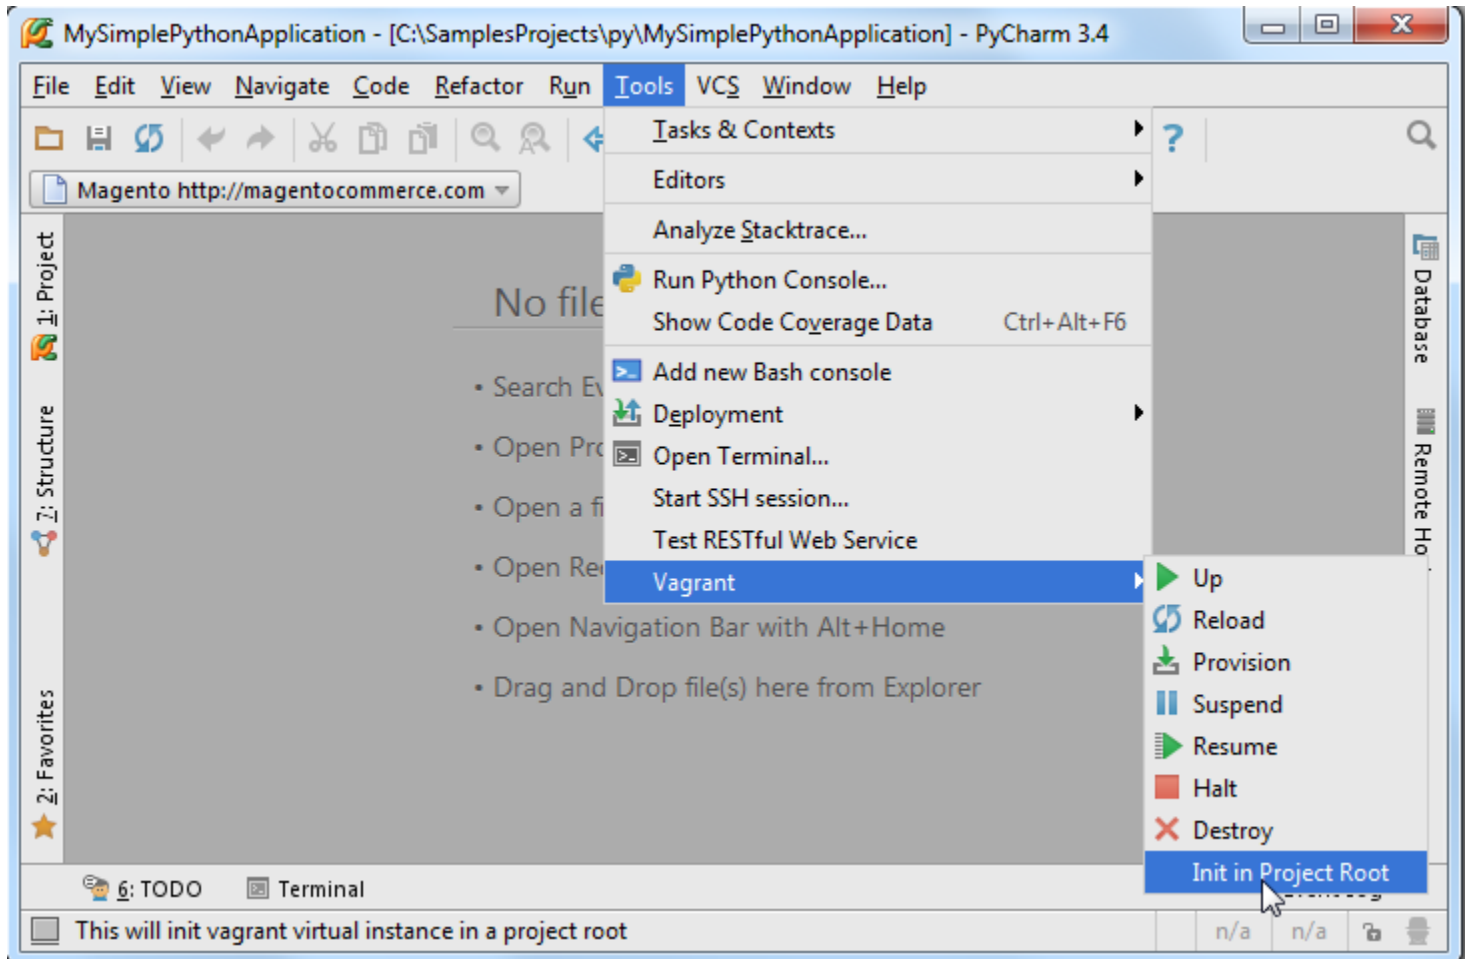 MySimplePythonApplication - [C:\SamplesProjects\py\MySimplePythonApplication] - PyCharm 3.4
File Edit View Navigate Code Refactor Run Tools VCS Window Help
Magento http://magentocommerce.com
1: Project
7: Structure
2: Favorites
No file
• Search
• Open
• Open a
• Open
• Open Navigation Bar with Alt+Home
• Drag and Drop file(s) here from Explorer
Tasks & Contexts
Editors
Analyze Stacktrace...
Run Python Console...
Show Code Coverage Data Ctrl+Alt+F6
Add new Bash console
Deployment
Open Terminal...
Start SSH session...
Test RESTful Web Service
Vagrant
Up
Reload
Provision
Suspend
Resume
Halt
Destroy
Init in Project Root
Database
Remote
6: TODO Terminal
This will init vagrant virtual instance in a project root n/a n/a